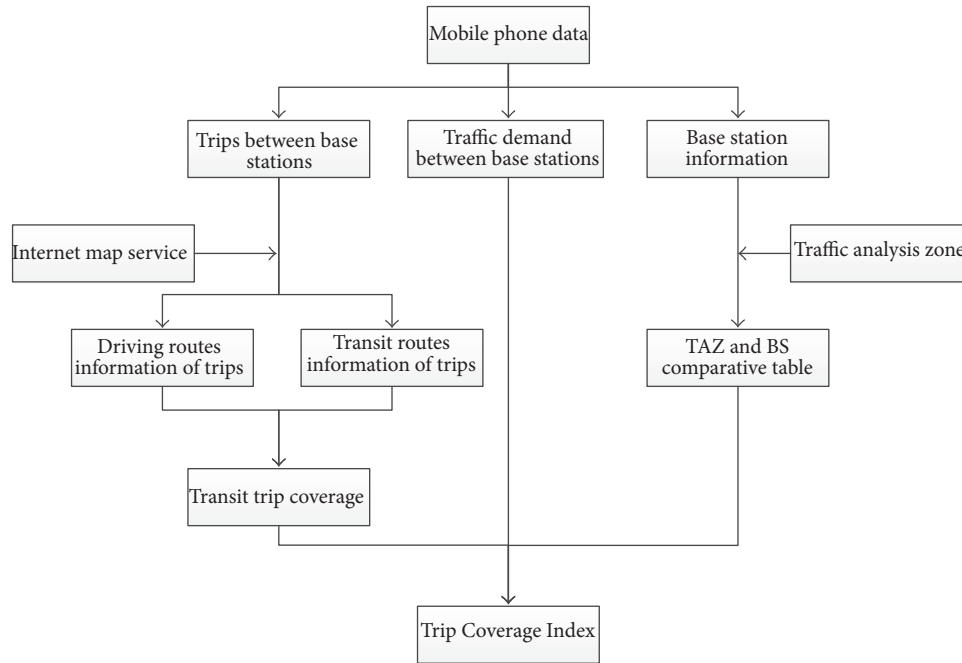 Mobile phone data
Trips between base
stations
Traffic demand
between base stations
Base station
information
Internet map service
Traffic analysis zone
Driving routes
information of trips
Transit routes
information of trips
TAZ and BS
comparative table
Transit trip coverage
Trip Coverage Index